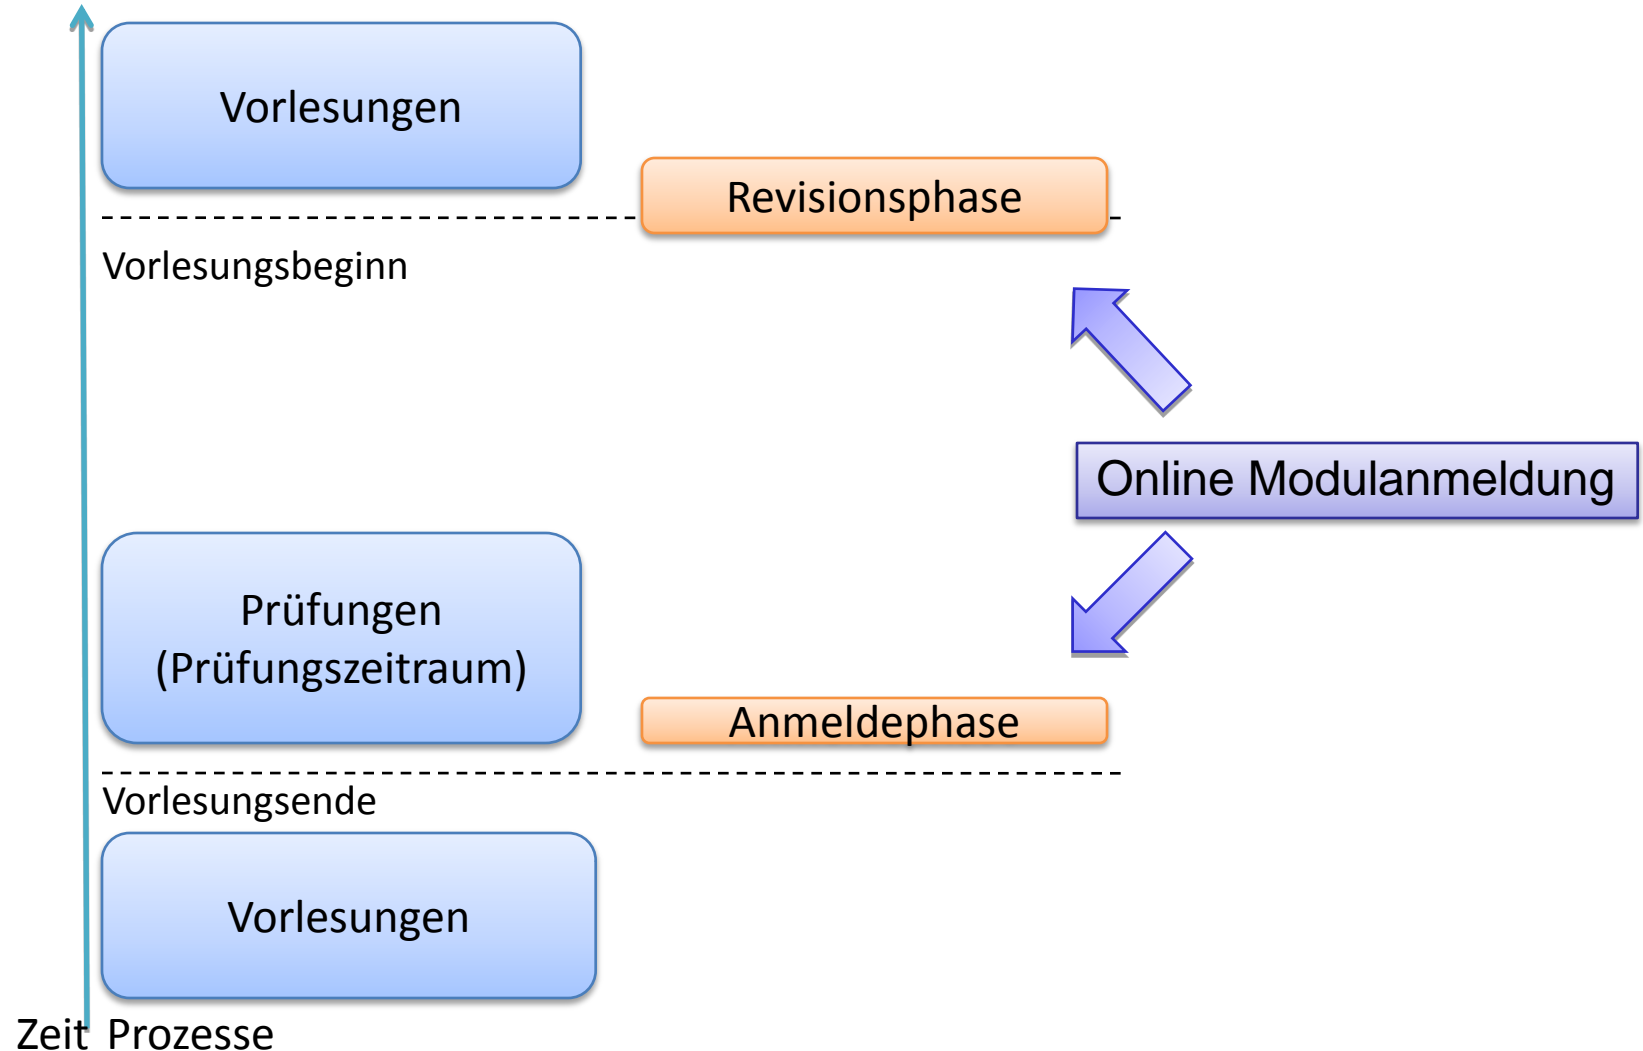 Vorlesungen
Revisionsphase
Vorlesungsbeginn
Online Modulanmeldung
Prüfungen
(Prüfungszeitraum)
Anmeldephase
Vorlesungsende
Vorlesungen
Zeit Prozesse